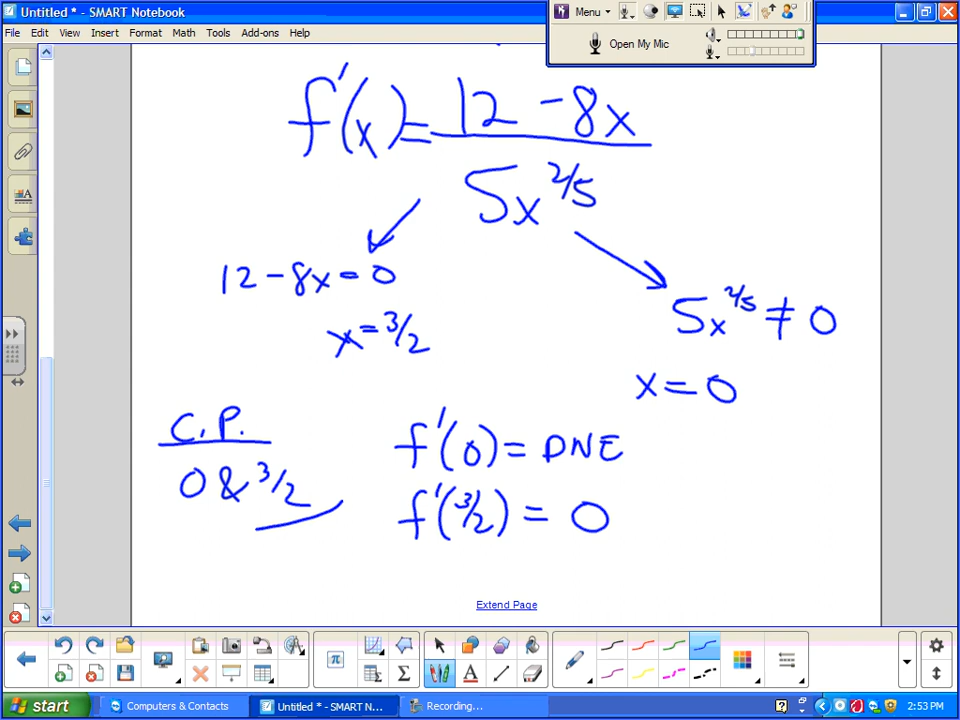 Untitled * - SMART Notebook
Menu
File Edit View Insert Format Math Tools Add-ons Help
Open My Mic
f'(x)=12-8x
5x^2/5
12-8x=0
x=3/2
5x^2/5≠0
x=0
C.P.
0&3/2
f'(0)=DNE
f'(3/2)=0
Extend Page
π
Σ
A
start
Computers & Contacts
Untitled * - SMART N...
Recording...
2:53 PM